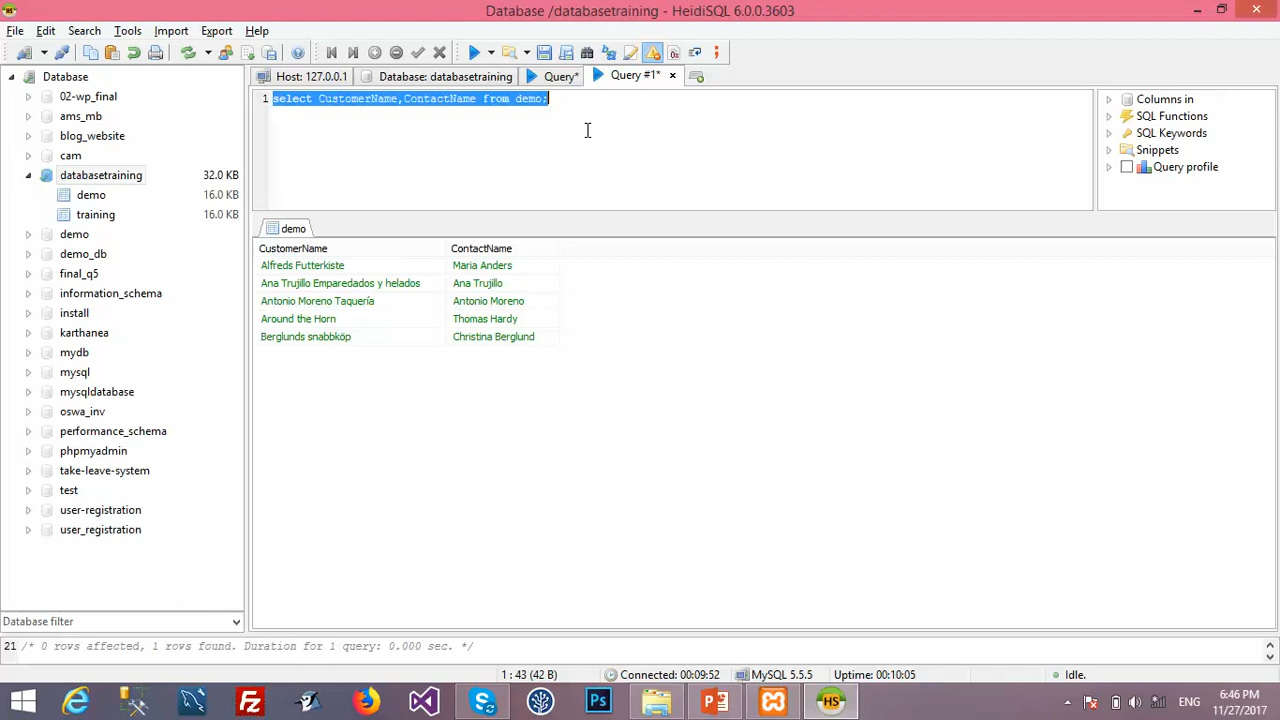 Database /databasetraining - HeidiSQL 6.0.0.3603
File Edit Search Tools Import Export Help
Database
02-wp_final
ams_mb
blog_website
cam
databasetraining 32.0 KB
demo 16.0 KB
training 16.0 KB
demo
demo_db
final_q5
information_schema
install
karthanea
mydb
mysql
mysqldatabase
oswa_inv
performance_schema
phpmyadmin
take-leave-system
test
user-registration
user_registration
Database filter
Host: 127.0.0.1 Database: databasetraining Query* Query #1*
1 select CustomerName,ContactName from demo;
Columns in
SQL Functions
SQL Keywords
Snippets
Query profile
demo
CustomerName ContactName
Alfreds Futterkiste Maria Anders
Ana Trujillo Emparedados y helados Ana Trujillo
Antonio Moreno Taquería Antonio Moreno
Around the Horn Thomas Hardy
Berglunds snabbköp Christina Berglund
21 /* 0 rows affected, 1 rows found. Duration for 1 query: 0.000 sec. */
1 : 43 (42 B) Connected: 00:09:52 MySQL 5.5.5 Uptime: 00:10:05 Idle.
Fz
Ps
HS
ENG
6:46 PM
11/27/2017